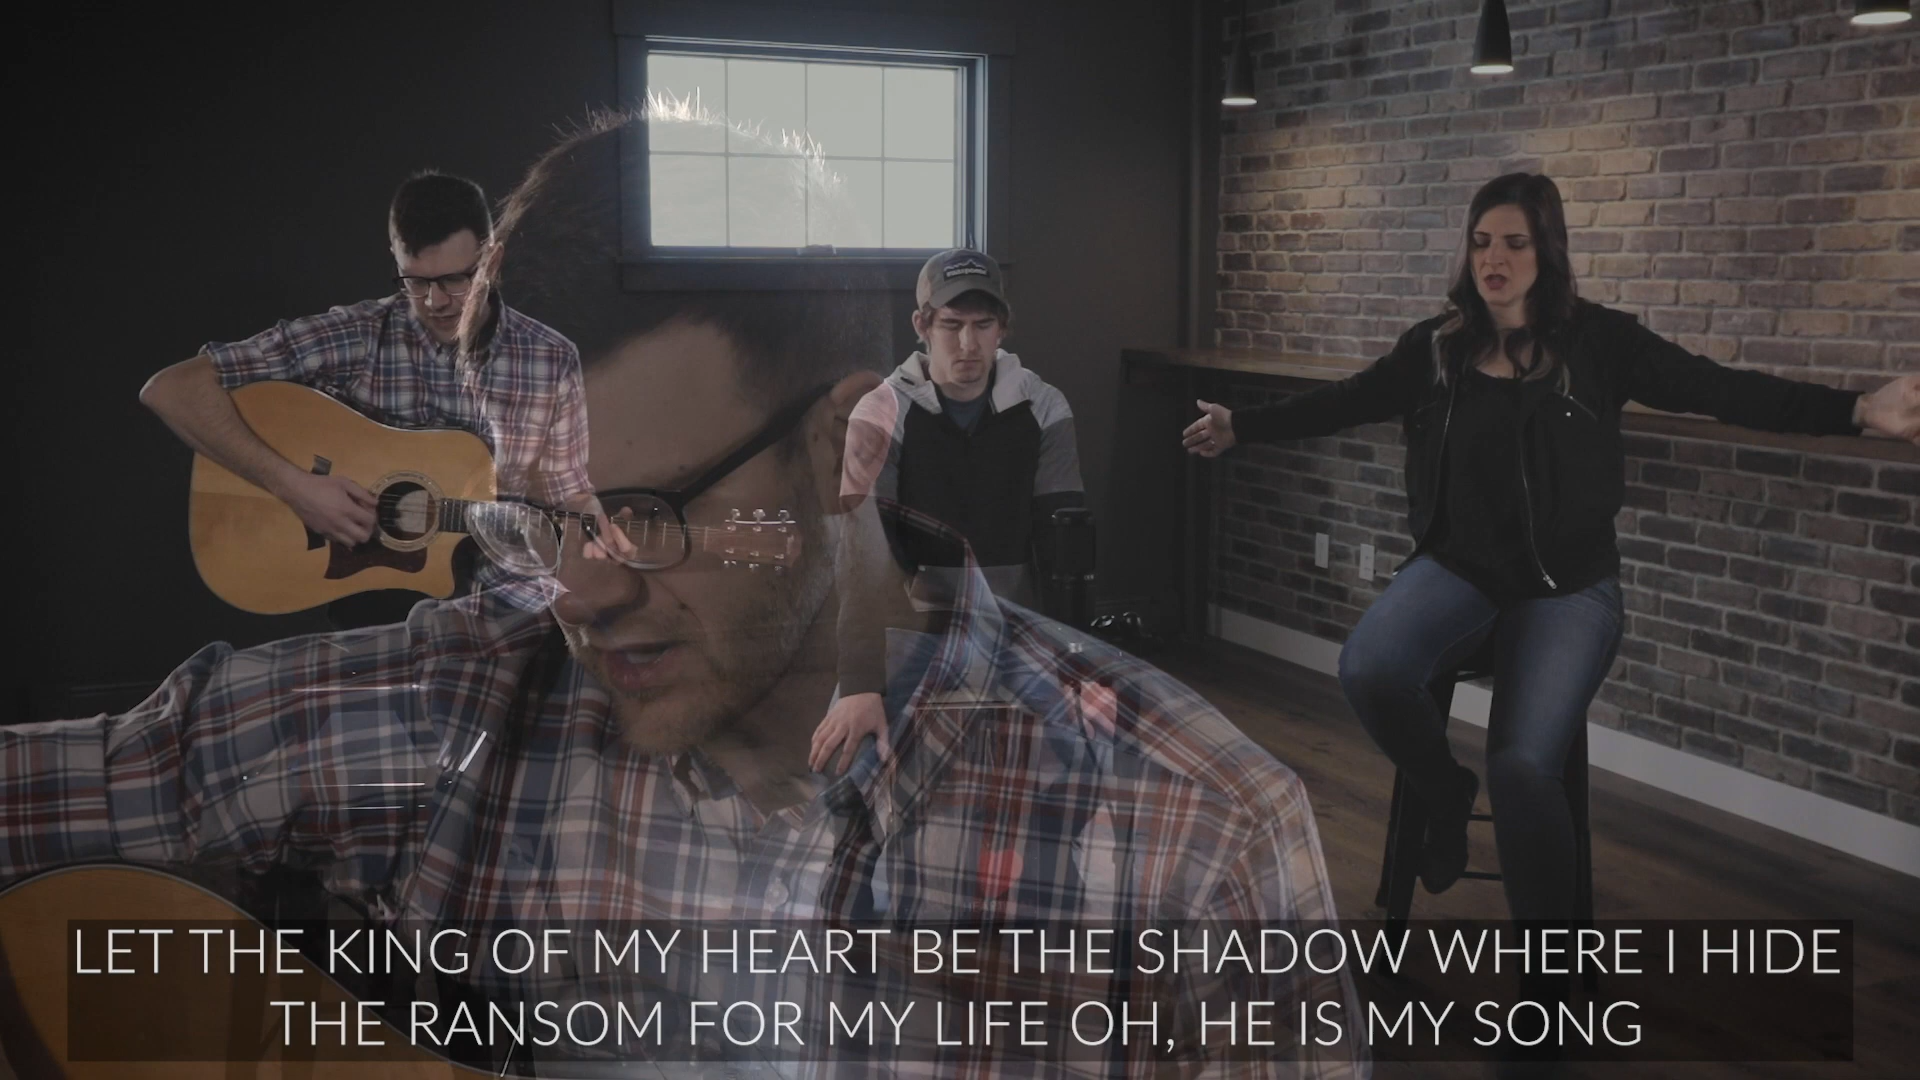 LET THE KING OF MY HEART BE THE SHADOW WHERE I HIDE
THE RANSOM FOR MY LIFE OH, HE IS MY SONG